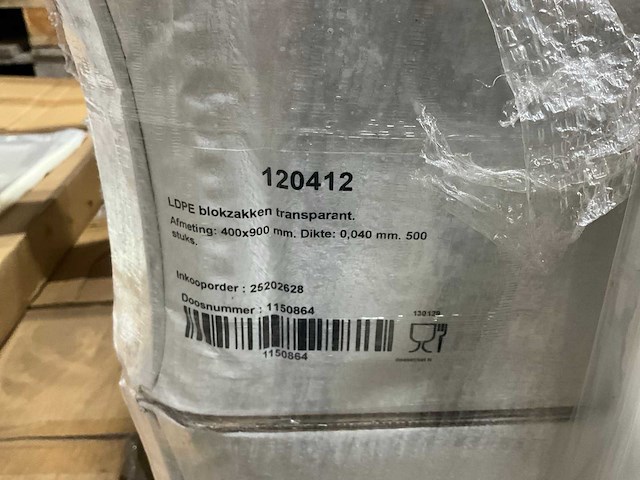 120412
LDPE blokzakken transparant.
Afmeting: 400x900 mm. Dikte: 0,040 mm. 500
stuks.
Inkooporder : 25202628
Doosnummer : 1150864
1150864